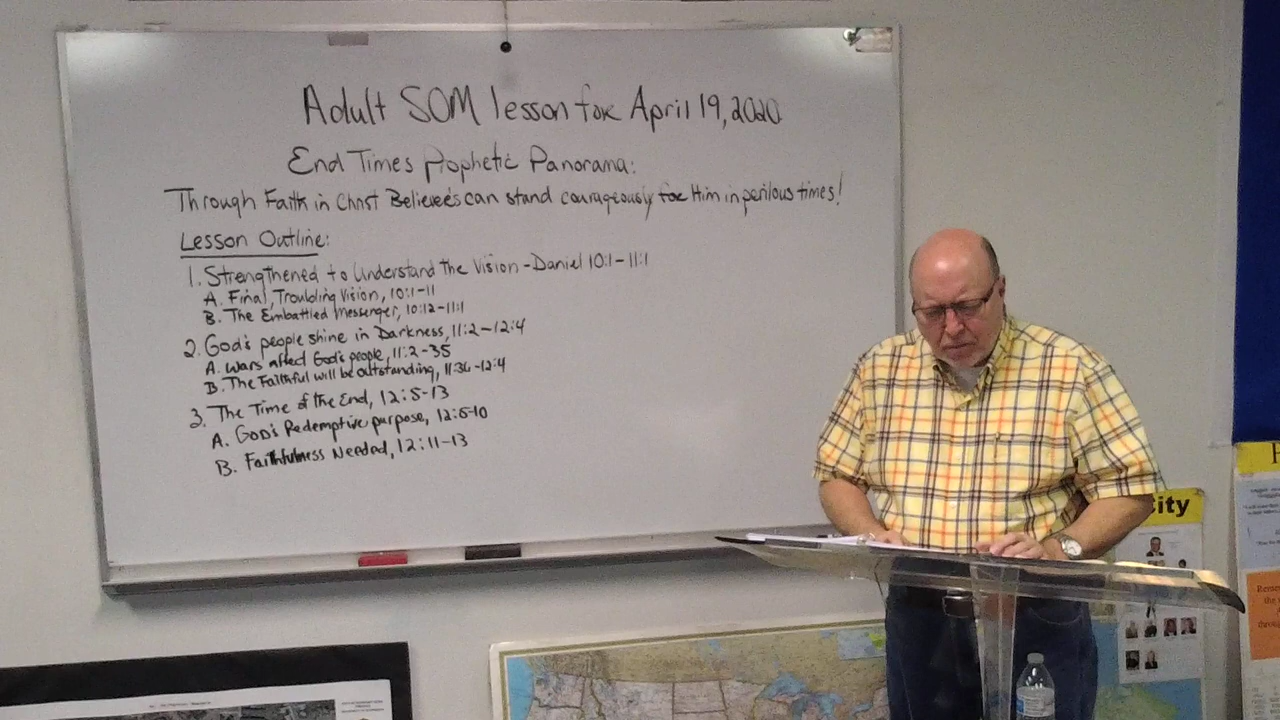 Adult SOM lesson for April 19, 2020
End Times Prophetic Panorama:
Through Faith in Christ Believers can stand courageously for Him in perilous times!
Lesson Outline:
1. Strengthened to Understand the Vision - Daniel 10:1-11:1
A. Final, Troubling Vision, 10:1-11
B. The Embattled Messenger, 10:12-11:1
2. God's people shine in Darkness, 11:2-12:4
A. Wars affect God's people, 11:2-35
B. The Faithful will be outstanding, 11:36-12:4
3. The Time of the End, 12:5-13
A. God's Redemptive purpose, 12:5-10
B. Faithfulness Needed, 12:11-13
City